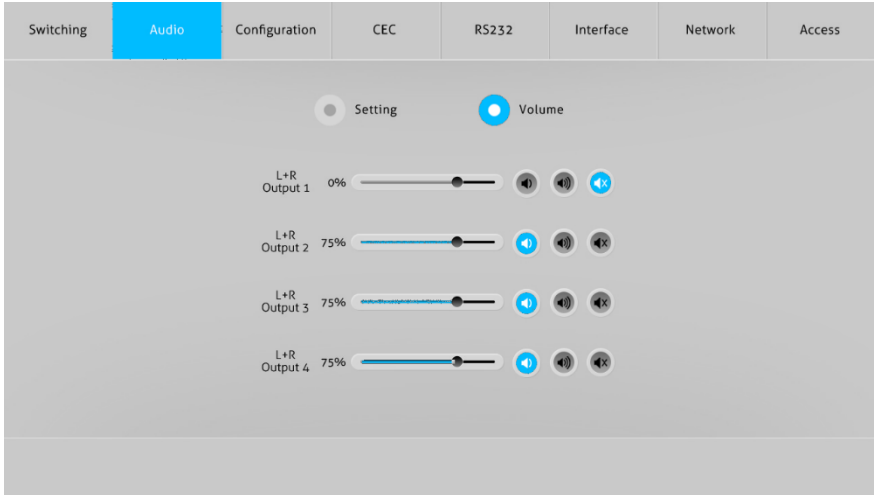 Switching Audio Configuration CEC RS232 Interface Network Access
Setting Volume
L+R
Output 1 0%
L+R
Output 2 75%
L+R
Output 3 75%
L+R
Output 4 75%